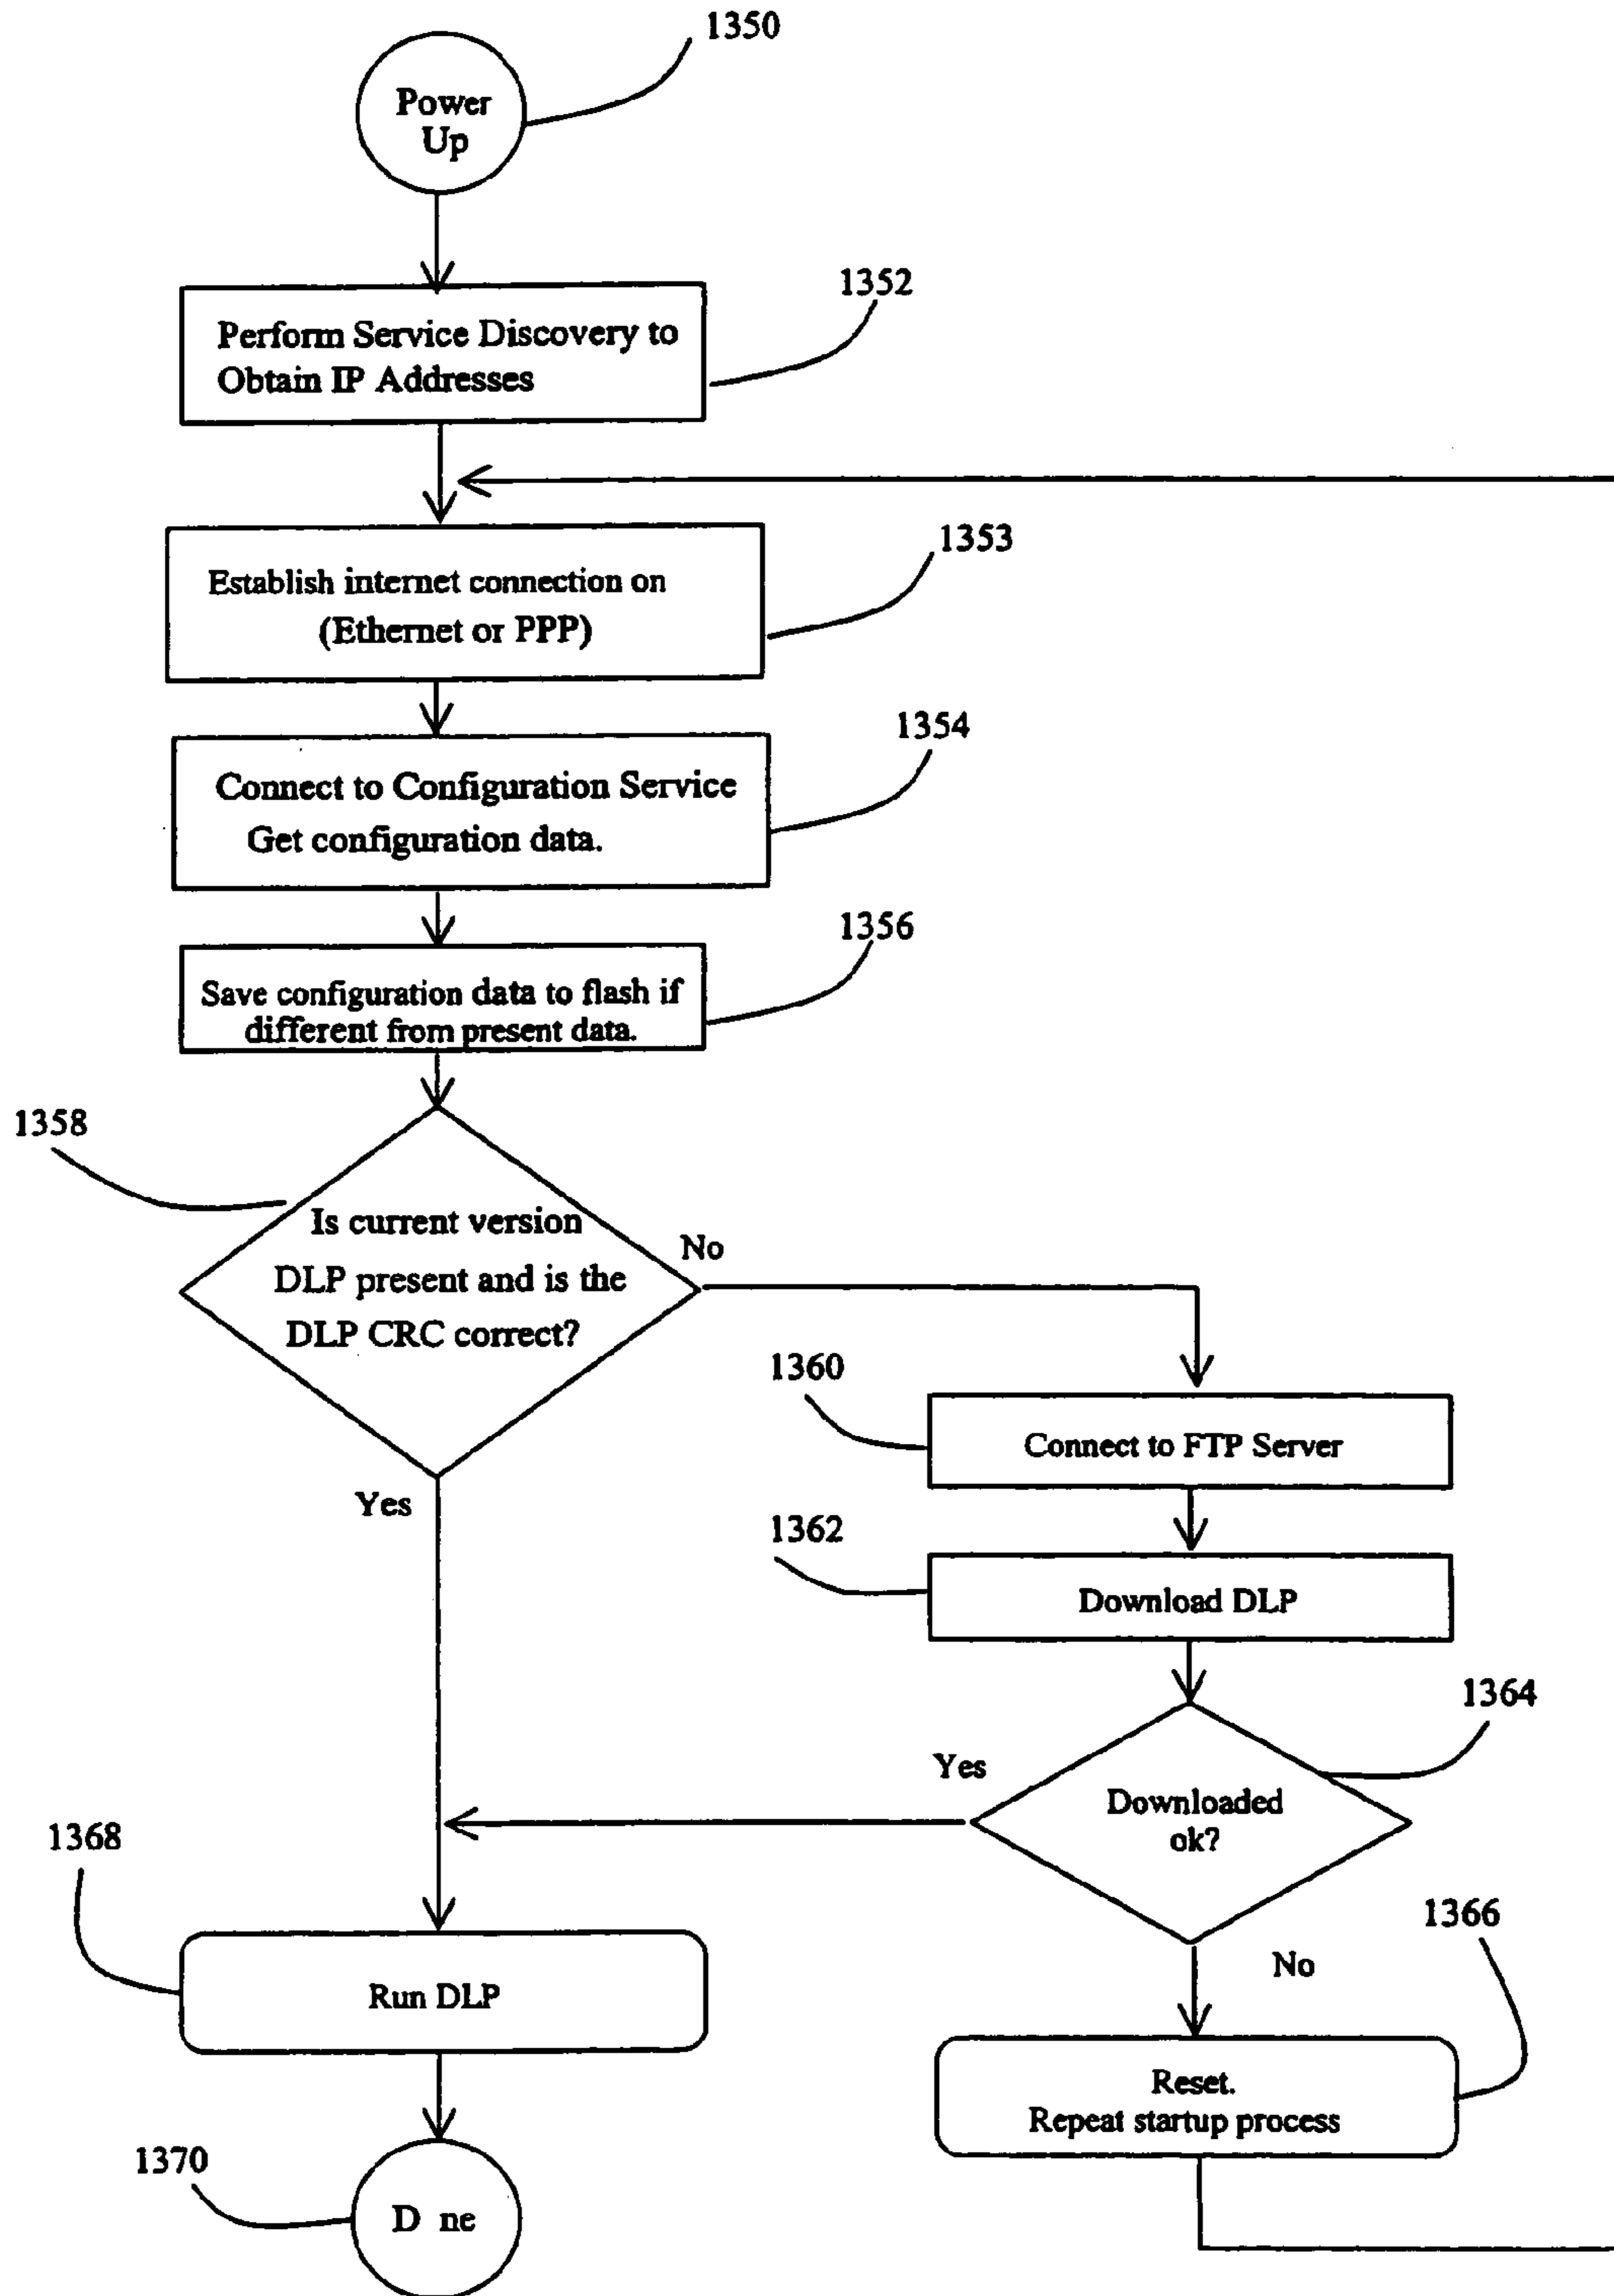 1350
Power
Up
1352
Perform Service Discovery to
Obtain IP Addresses
1353
Establish internet connection on
(Ethernet or PPP)
1354
Connect to Configuration Service
Get configuration data.
1356
Save configuration data to flash if
different from present data.
1358
Is current version
DLP present and is the
DLP CRC correct?
No
Yes
1360
Connect to FTP Server
1362
Download DLP
1364
Downloaded
ok?
Yes
No
1366
Reset.
Repeat startup process
1368
Run DLP
1370
D ne